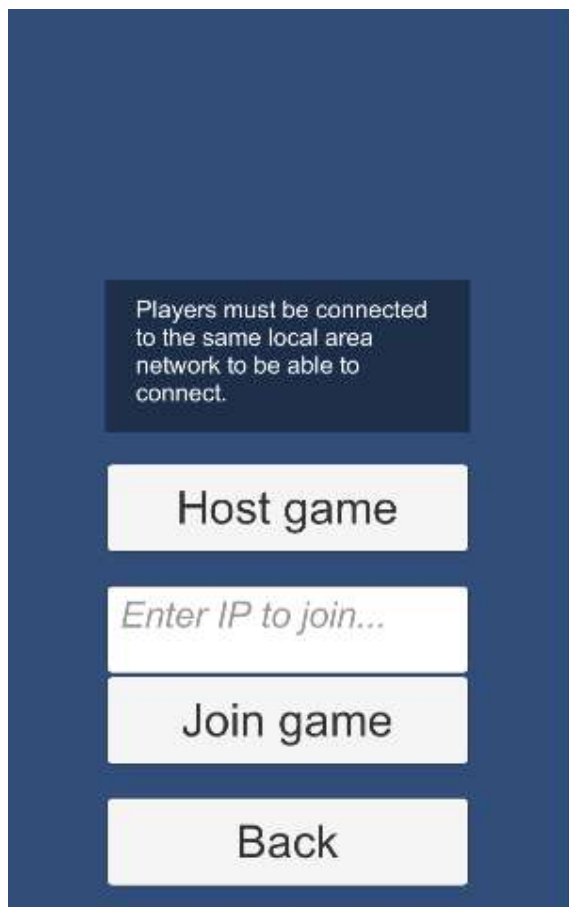 Players must be connected
to the same local area
network to be able to
connect.
Host game
Enter IP to join...
Join game
Back